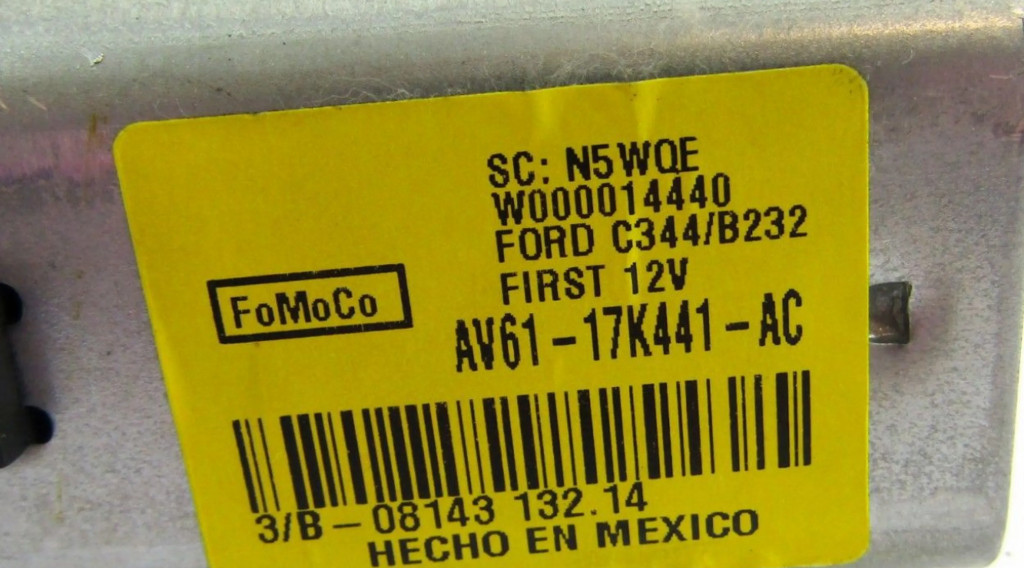 SC: N5WQE
W000014440
FORD C344/B232
FIRST 12V
FoMoCo
AV61-17K441-AC
3/B-08143 132.14
HECHO EN MEXICO